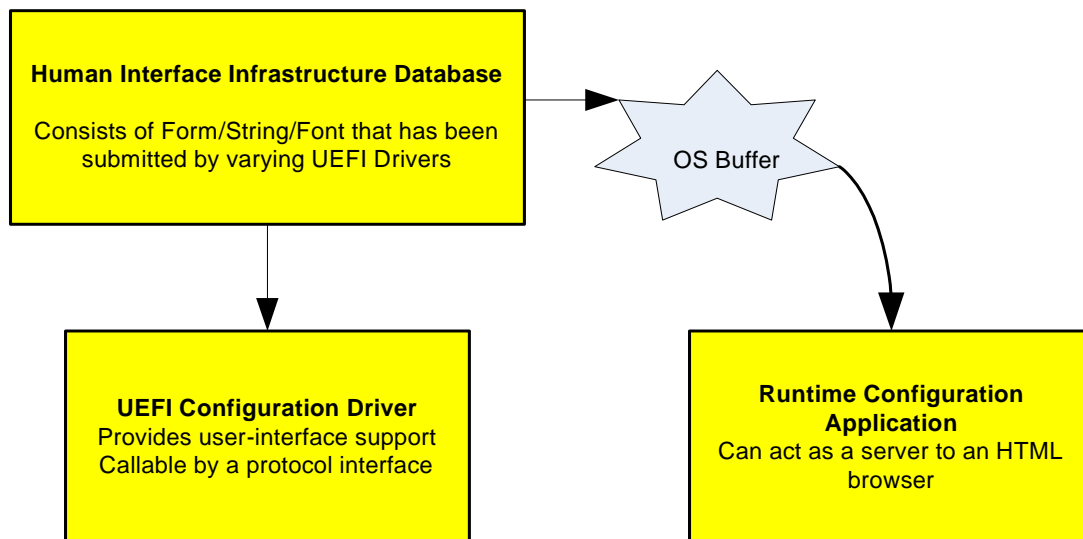 Human Interface Infrastructure Database
Consists of Form/String/Font that has been
submitted by varying UEFI Drivers
OS Buffer
UEFI Configuration Driver
Provides user-interface support
Callable by a protocol interface
Runtime Configuration
Application
Can act as a server to an HTML
browser